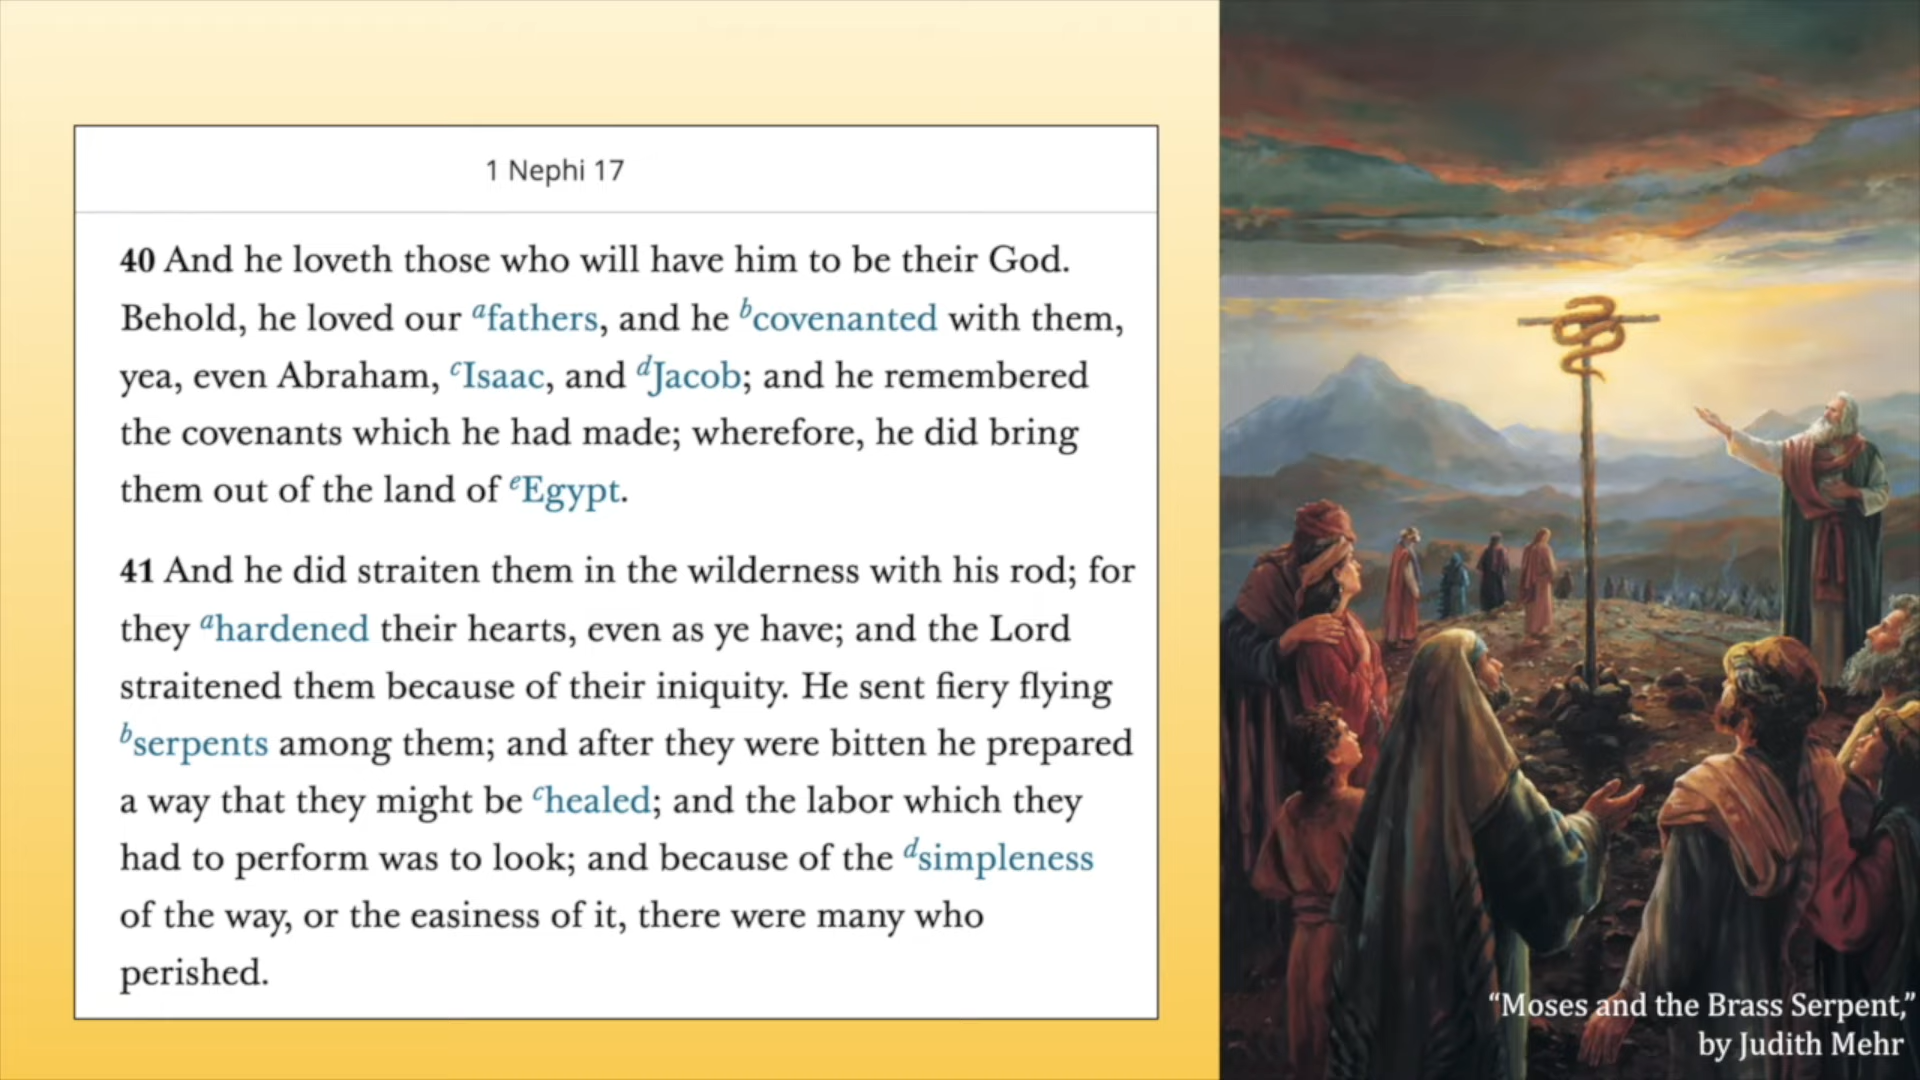 1 Nephi 17
40 And he loveth those who will have him to be their God.
Behold, he loved our ᵃfathers, and he ᵇcovenanted with them,
yea, even Abraham, ᶜIsaac, and ᵈJacob; and he remembered
the covenants which he had made; wherefore, he did bring
them out of the land of ᵉEgypt.
41 And he did straiten them in the wilderness with his rod; for
they ᵃhardened their hearts, even as ye have; and the Lord
straitened them because of their iniquity. He sent fiery flying
ᵇserpents among them; and after they were bitten he prepared
a way that they might be ᶜhealed; and the labor which they
had to perform was to look; and because of the ᵈsimpleness
of the way, or the easiness of it, there were many who
perished.
“Moses and the Brass Serpent,”
by Judith Mehr